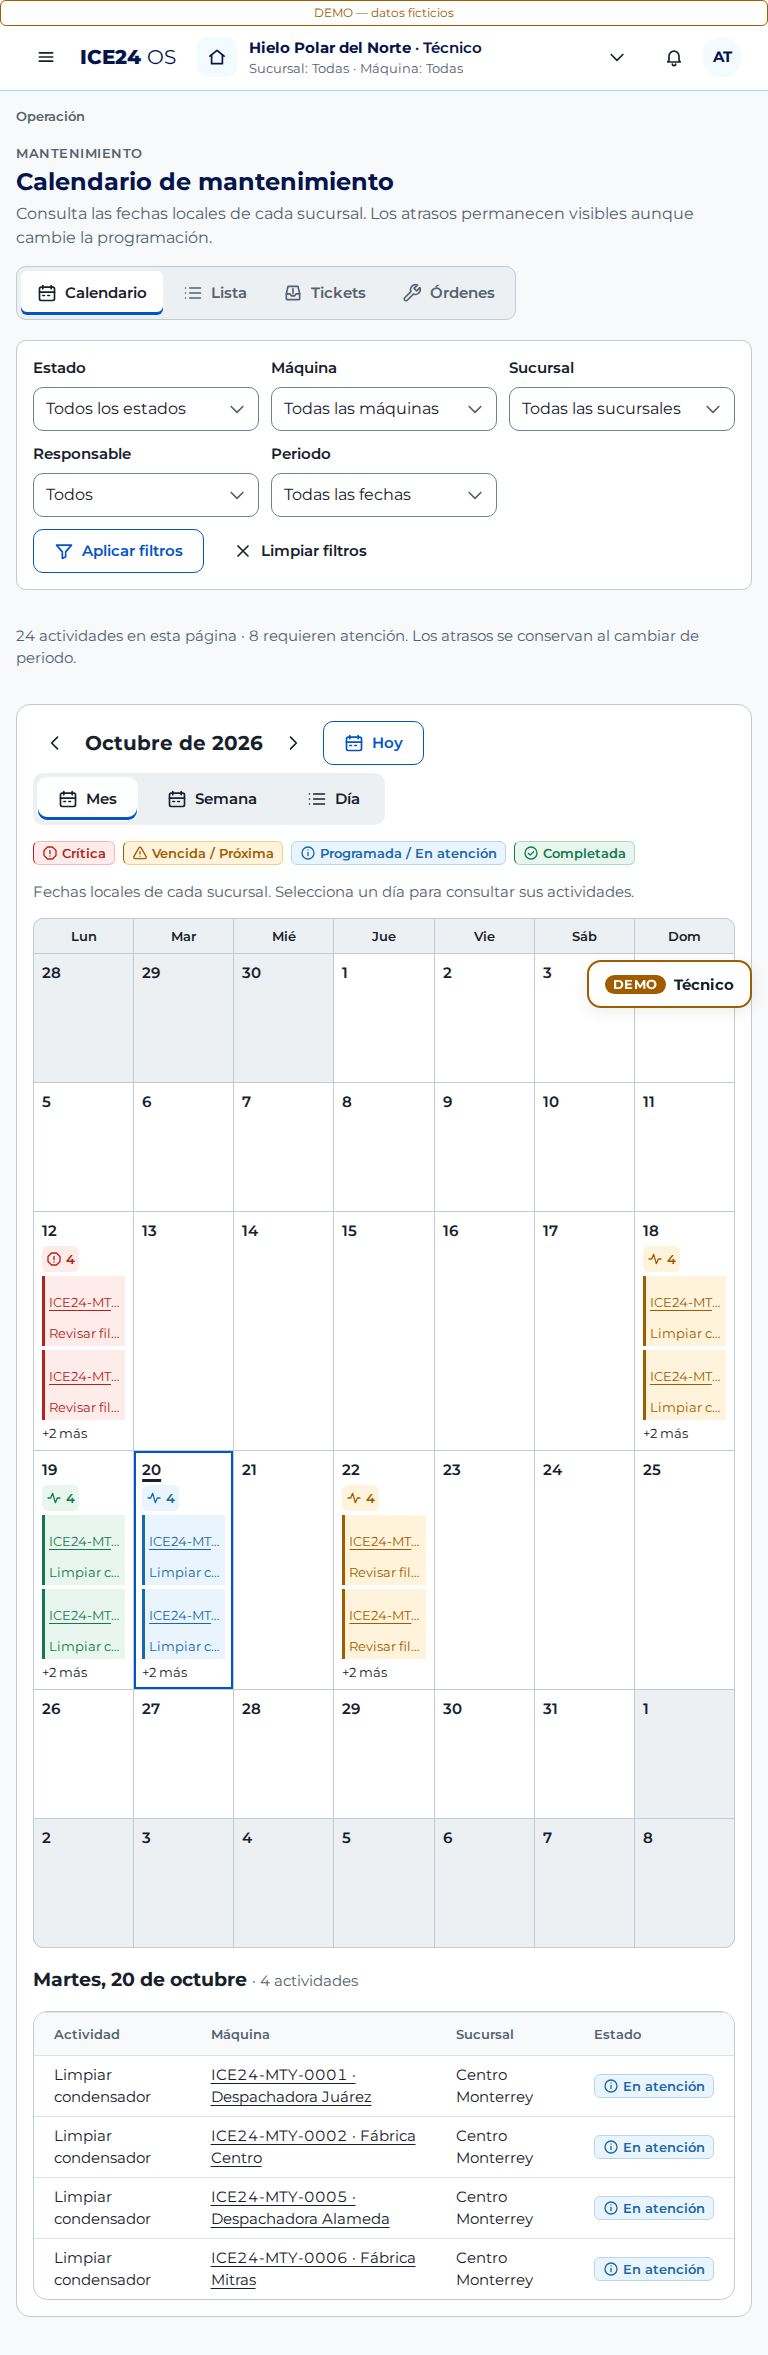 DEMO — datos ficticios
ICE24 OS
Hielo Polar del Norte · Técnico
Sucursal: Todas · Máquina: Todas
AT
Operación
MANTENIMIENTO
Calendario de mantenimiento
Consulta las fechas locales de cada sucursal. Los atrasos permanecen visibles aunque
cambie la programación.
Calendario Lista Tickets Órdenes
Estado Máquina Sucursal
Todos los estados Todas las máquinas Todas las sucursales
Responsable Periodo
Todos Todas las fechas
Aplicar filtros Limpiar filtros
24 actividades en esta página · 8 requieren atención. Los atrasos se conservan al cambiar de
periodo.
Octubre de 2026 Hoy
Mes Semana Día
Crítica Vencida / Próxima Programada / En atención Completada
Fechas locales de cada sucursal. Selecciona un día para consultar sus actividades.
Lun Mar Mié Jue Vie Sáb Dom
28 29 30 1 2 3
DEMO Técnico
5 6 7 8 9 10 11
12 13 14 15 16 17 18
4 4
ICE24-MT... ICE24-MT...
Revisar fil... Limpiar c...
ICE24-MT... ICE24-MT...
Revisar fil... Limpiar c...
+2 más +2 más
19 20 21 22 23 24 25
4 4 4
ICE24-MT... ICE24-MT... ICE24-MT...
Limpiar c... Limpiar c... Revisar fil...
ICE24-MT... ICE24-MT... ICE24-MT...
Limpiar c... Limpiar c... Revisar fil...
+2 más +2 más +2 más
26 27 28 29 30 31 1
2 3 4 5 6 7 8
Martes, 20 de octubre · 4 actividades
Actividad Máquina Sucursal Estado
Limpiar ICE24-MTY-0001 · Centro En atención
condensador Despachadora Juárez Monterrey
Limpiar ICE24-MTY-0002 · Fábrica Centro En atención
condensador Centro Monterrey
Limpiar ICE24-MTY-0005 · Centro En atención
condensador Despachadora Alameda Monterrey
Limpiar ICE24-MTY-0006 · Fábrica Centro En atención
condensador Mitras Monterrey